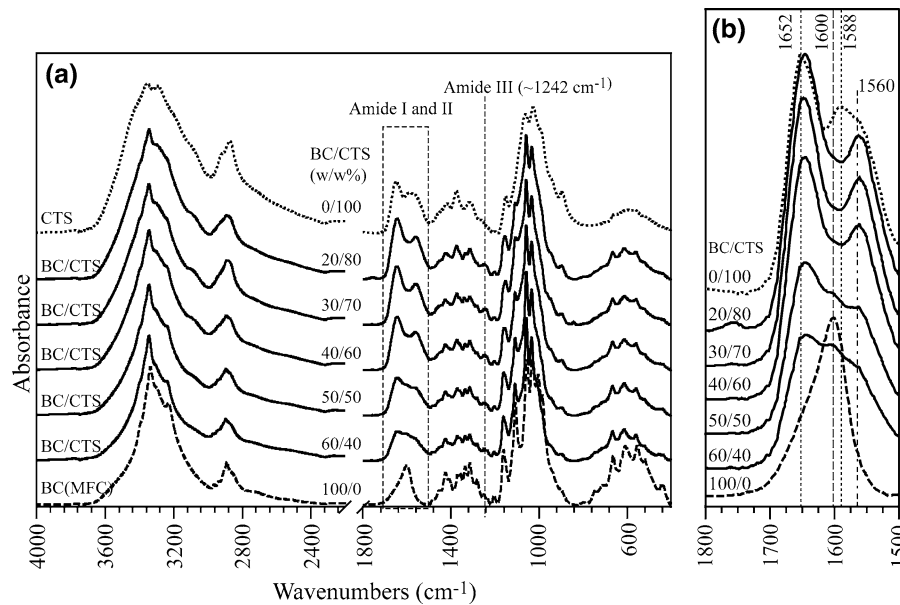 (a)
Amide III (~1242 cm-1)
Amide I and II
BC/CTS
(w/w%)
CTS
0/100
BC/CTS
20/80
BC/CTS
30/70
BC/CTS
40/60
BC/CTS
50/50
BC/CTS
60/40
BC(MFC)
100/0
Absorbance
4000
3200
2400
1800
1400
1000
600
Wavenumbers (cm-1)
(b)
1652
1600
1588
1560
BC/CTS
0/100
20/80
30/70
40/60
50/50
60/40
100/0
1800
1700
1600
1500